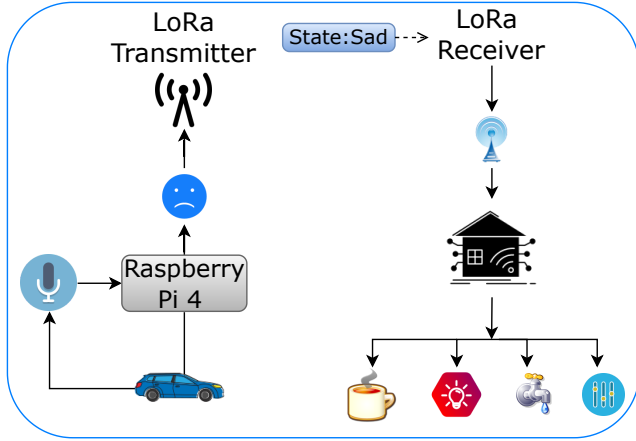 LoRa
Transmitter
State:Sad
LoRa
Receiver
Raspberry
Pi 4